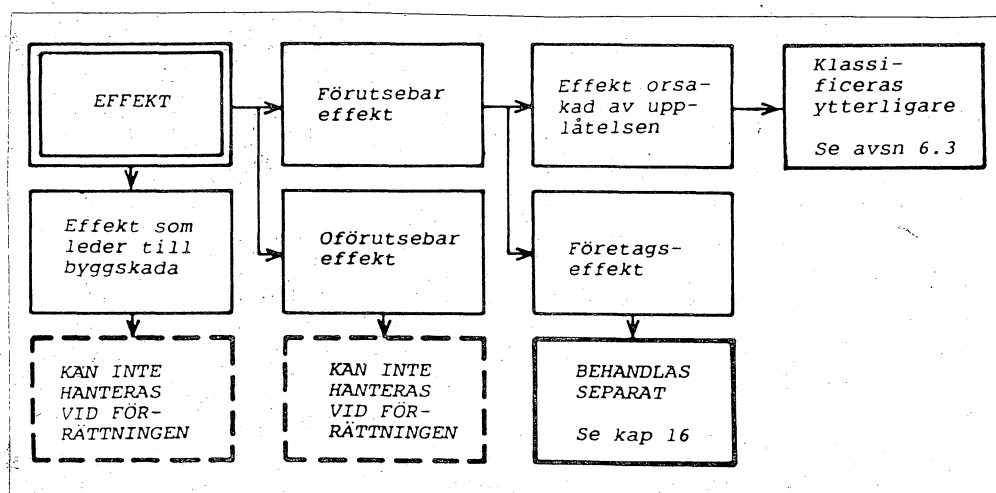 EFFEKT
Förutsebar
effekt
Effekt orsa-
kad av upp-
låtelsen
Klassi-
ficeras
ytterligare
Se avsn 6.3
Effekt som
leder till
byggskada
Oförutsebar
effekt
Företags-
effekt
KAN INTE
HANTERAS
VID FÖR-
RÄTTNINGEN
KAN INTE
HANTERAS
VID FÖR-
RÄTTNINGEN
BEHANDLAS
SEPARAT
Se kap 16